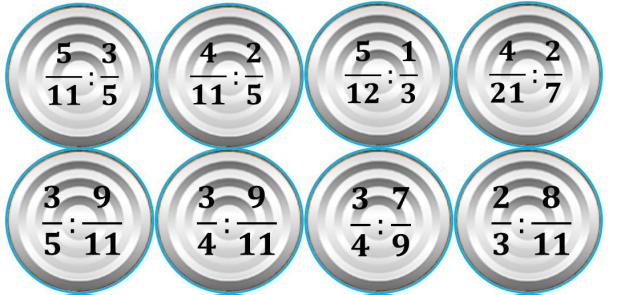 5/11 : 3/5
4/11 : 2/5
5/12 : 1/3
4/21 : 2/7
3/5 : 9/11
3/4 : 9/11
3/4 : 7/9
2/3 : 8/11